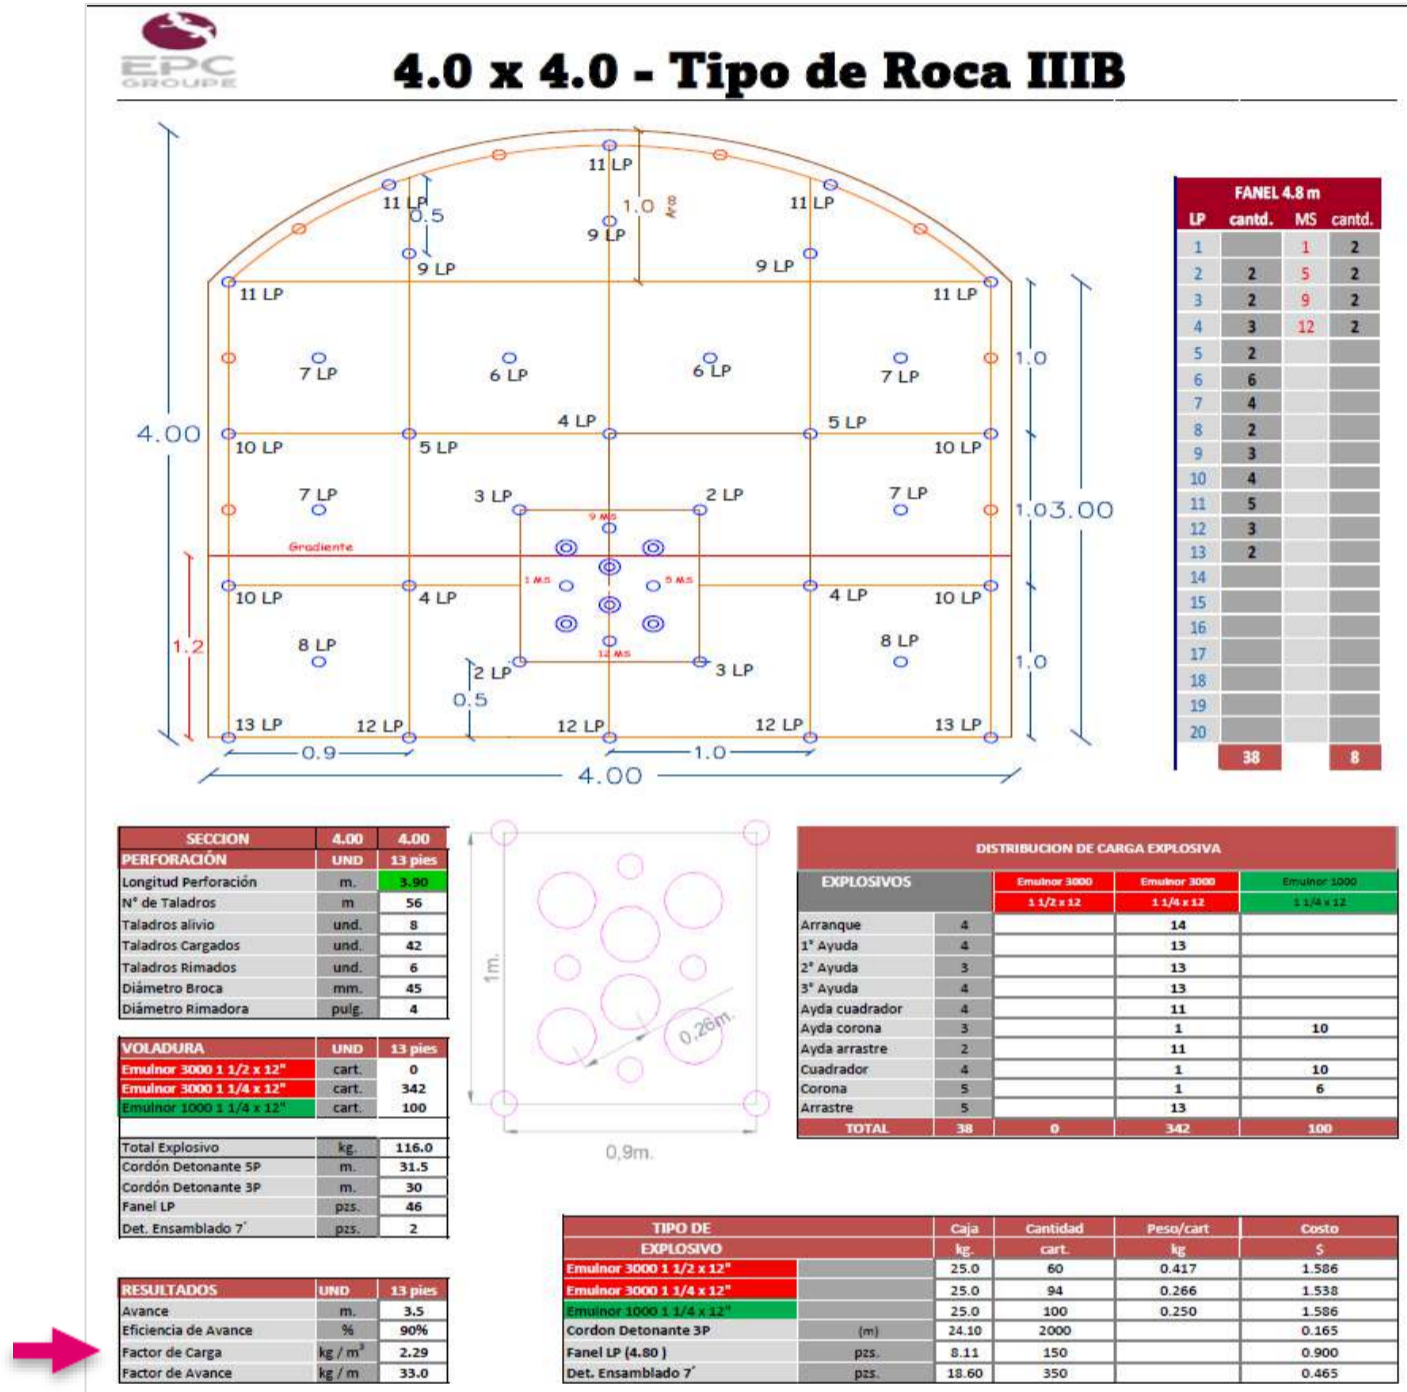 EPC
GROUPE
4.0 x 4.0 - Tipo de Roca IIIB
11 LP
11 LP
11 LP
0.5
1.0
Arco
9 LP
9 LP
9 LP
11 LP
11 LP
7 LP
6 LP
6 LP
7 LP
1.0
4.00
4 LP
5 LP
10 LP
5 LP
10 LP
7 LP
3 LP
2 LP
7 LP
9 MS
1.0
3.00
Gradiente
1 MS
5 MS
10 LP
4 LP
4 LP
10 LP
1.2
8 LP
8 LP
12 MS
2 LP
3 LP
1.0
0.5
13 LP
12 LP
12 LP
12 LP
13 LP
0.9
1.0
4.00
FANEL 4.8 m
LP cantd. MS cantd.
1 1 2
2 2 5 2
3 2 9 2
4 3 12 2
5 2
6 6
7 4
8 2
9 3
10 4
11 5
12 3
13 2
14
15
16
17
18
19
20
38 8
SECCION 4.00 4.00
PERFORACIÓN UND 13 pies
Longitud Perforación m. 3.90
N° de Taladros m 56
Taladros alivio und. 8
Taladros Cargados und. 42
Taladros Rimados und. 6
Diámetro Broca mm. 45
Diámetro Rimadora pulg. 4
VOLADURA UND 13 pies
Emulnor 3000 1 1/2 x 12" cart. 0
Emulnor 3000 1 1/4 x 12" cart. 342
Emulnor 1000 1 1/4 x 12" cart. 100
Total Explosivo kg. 116.0
Cordón Detonante 5P m. 31.5
Cordón Detonante 3P m. 30
Fanel LP pzs. 46
Det. Ensamblado 7´ pzs. 2
RESULTADOS UND 13 pies
Avance m. 3.5
Eficiencia de Avance % 90%
Factor de Carga kg / m³ 2.29
Factor de Avance kg / m 33.0
1m.
0,26m.
0,9m.
DISTRIBUCION DE CARGA EXPLOSIVA
EXPLOSIVOS Emulnor 3000 Emulnor 3000 Emulnor 1000
1 1/2 x 12 1 1/4 x 12 1 1/4 x 12
Arranque 4 14
1° Ayuda 4 13
2° Ayuda 3 13
3° Ayuda 4 13
Ayda cuadrador 4 11
Ayda corona 3 1 10
Ayda arrastre 2 11
Cuadrador 4 1 10
Corona 5 1 6
Arrastre 5 13
TOTAL 38 0 342 100
TIPO DE Caja Cantidad Peso/cart Costo
EXPLOSIVO kg. cart. kg $
Emulnor 3000 1 1/2 x 12" 25.0 60 0.417 1.586
Emulnor 3000 1 1/4 x 12" 25.0 94 0.266 1.538
Emulnor 1000 1 1/4 x 12" 25.0 100 0.250 1.586
Cordon Detonante 3P (m) 24.10 2000 0.165
Fanel LP (4.80 ) pzs. 8.11 150 0.900
Det. Ensamblado 7´ pzs. 18.60 350 0.465